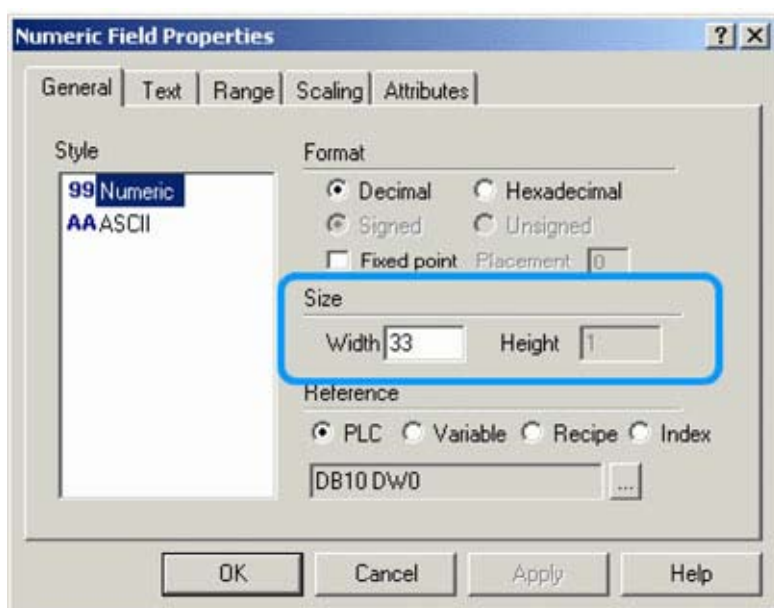 Numeric Field Properties
General Text Range Scaling Attributes
Style
99 Numeric
AA ASCII
Format
Decimal Hexadecimal
Signed Unsigned
Fixed point Placement 0
Size
Width 33 Height 1
Reference
PLC Variable Recipe Index
DB10 DW0 ...
OK Cancel Apply Help